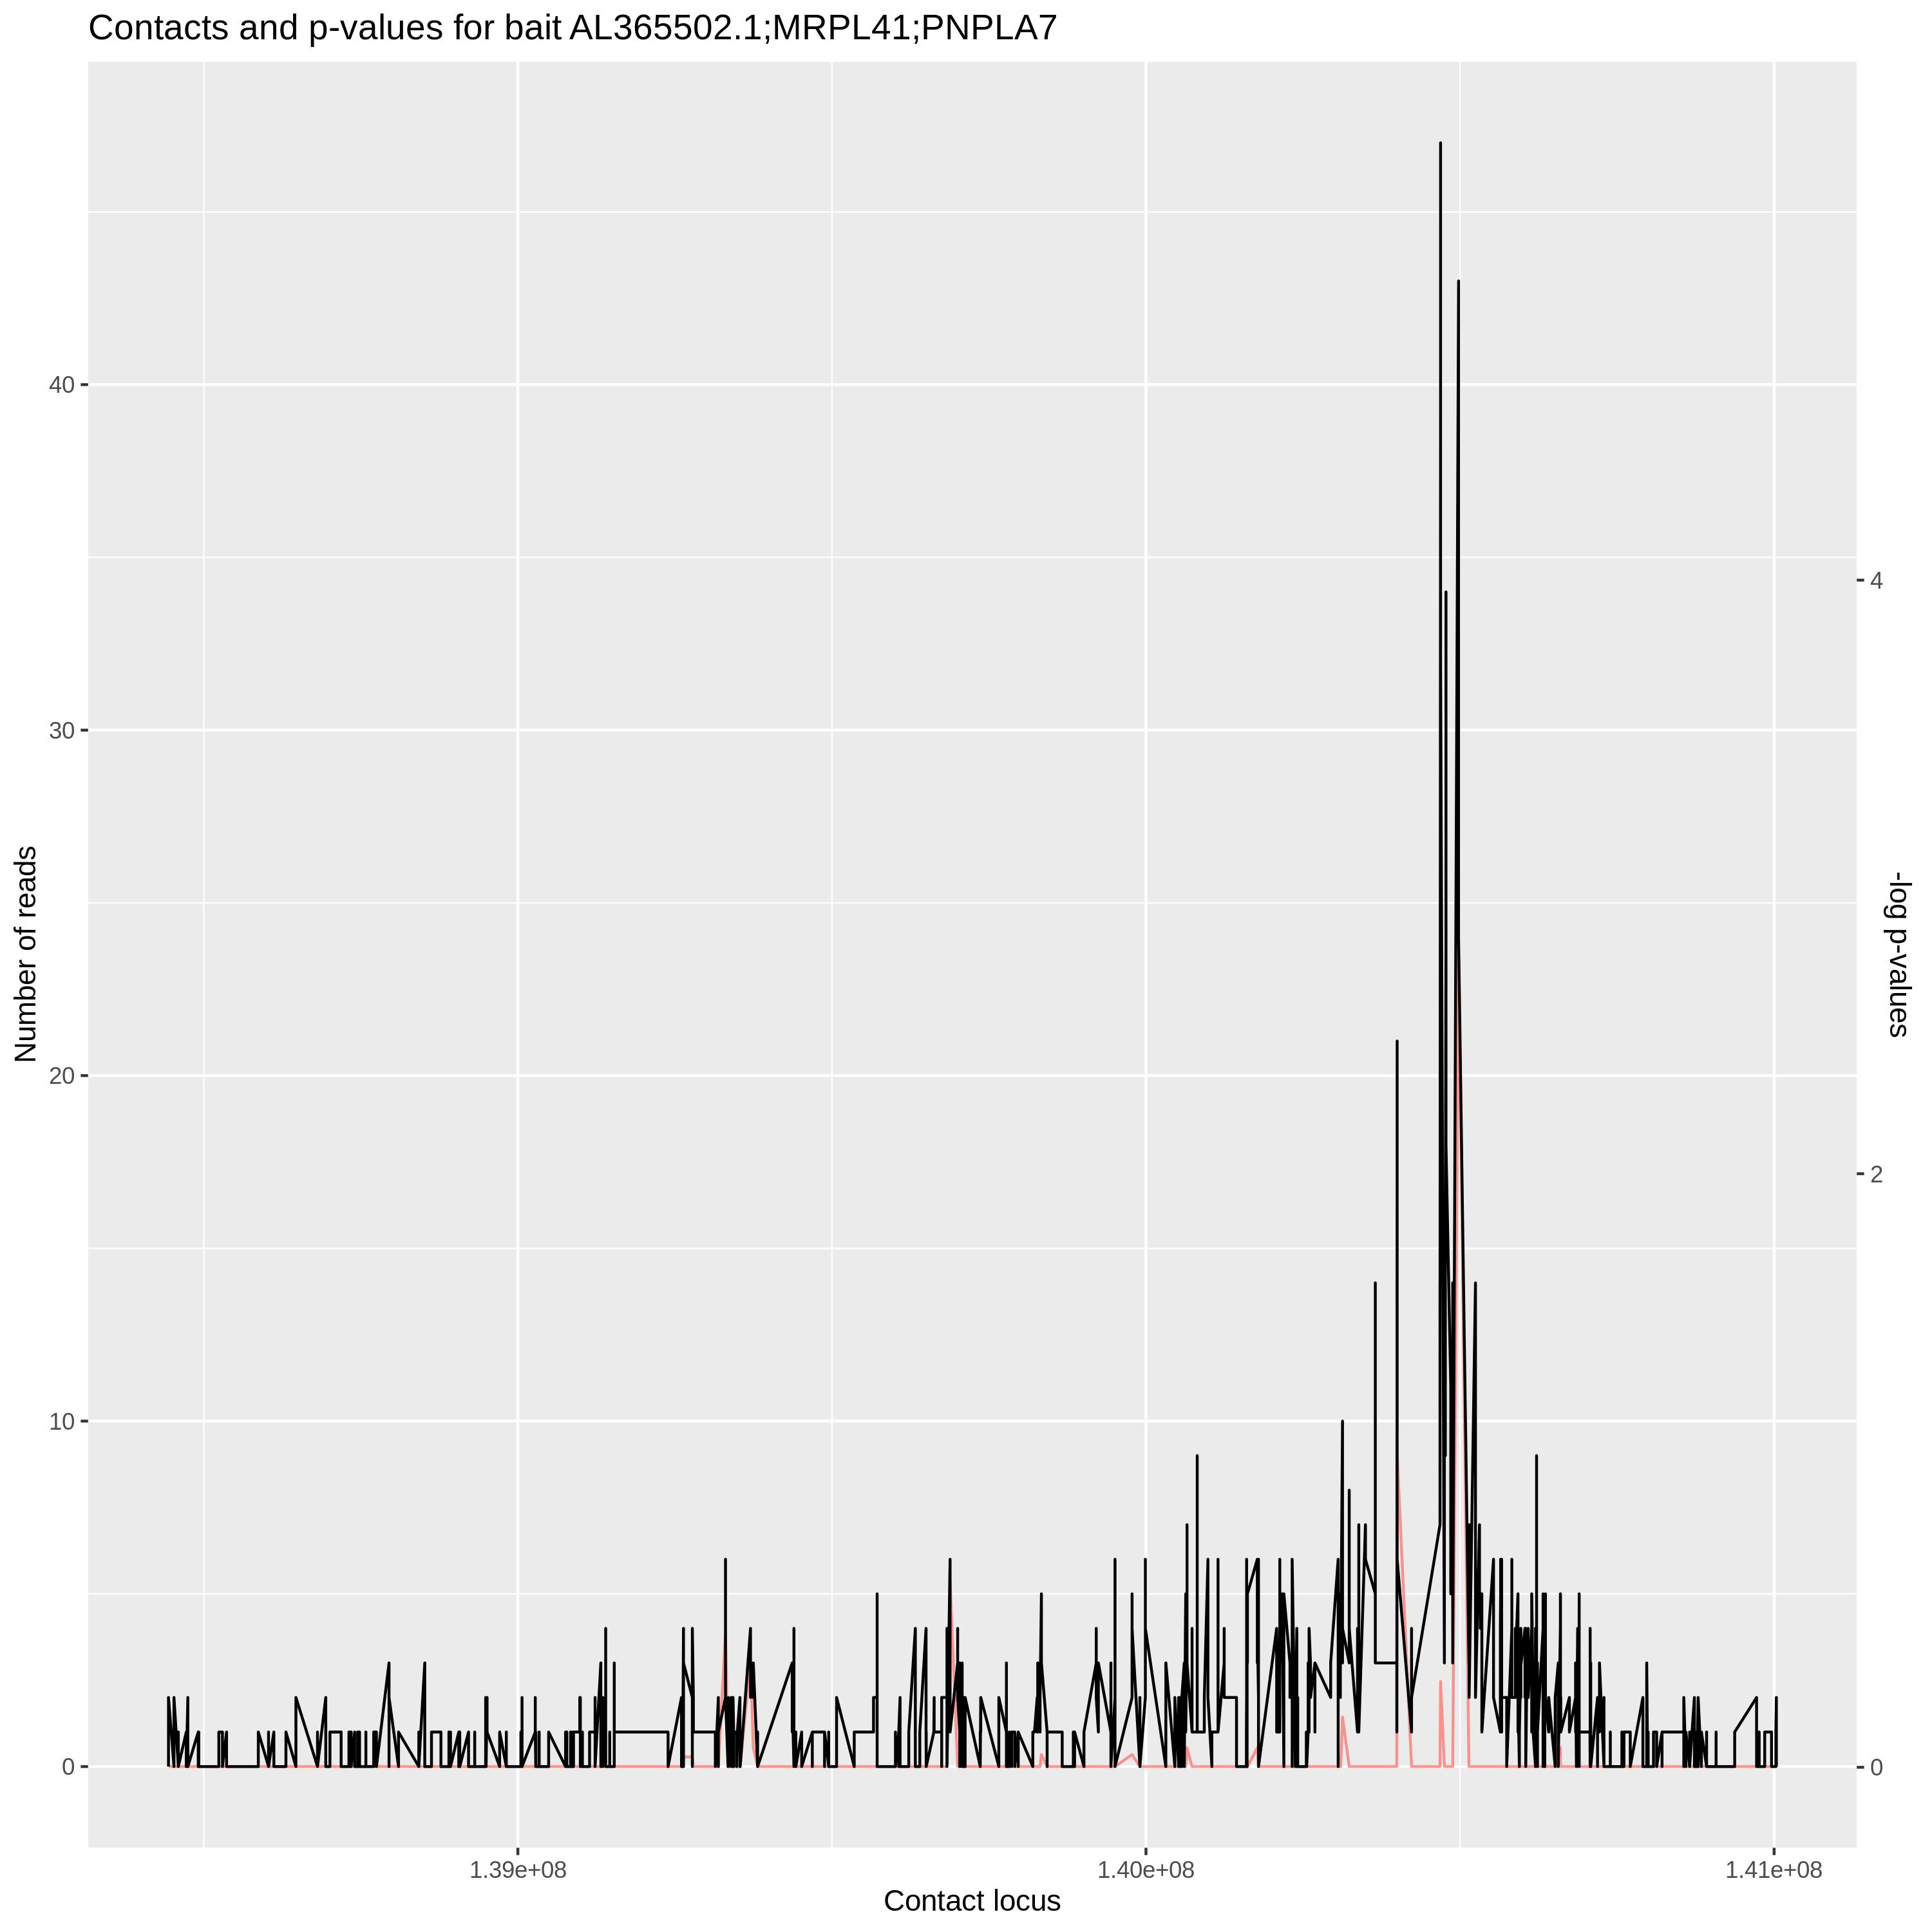 Contacts and p-values for bait AL365502.1;MRPL41;PNPLA7
40
30
20
10
0
Number of reads
4
2
0
-log p-values
1.39e+08
1.40e+08
1.41e+08
Contact locus